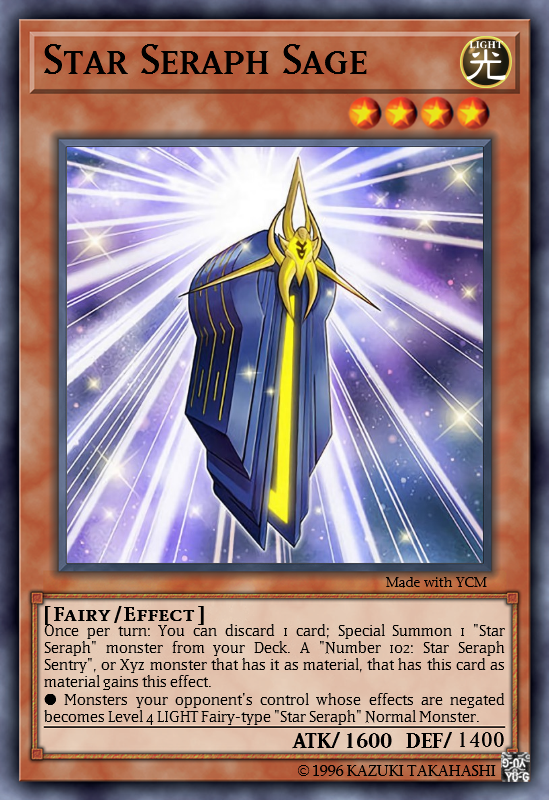 STAR SERAPH SAGE
LIGHT
光
Made with YCM
[FAIRY/EFFECT]
Once per turn: You can discard 1 card; Special Summon 1 "Star
Seraph" monster from your Deck. A "Number 102: Star Seraph
Sentry", or Xyz monster that has it as material, that has this card as
material gains this effect.
● Monsters your opponent's control whose effects are negated
becomes Level 4 LIGHT Fairy-type "Star Seraph" Normal Monster.
ATK/ 1600 DEF/ 1400
©1996 KAZUKI TAKAHASHI